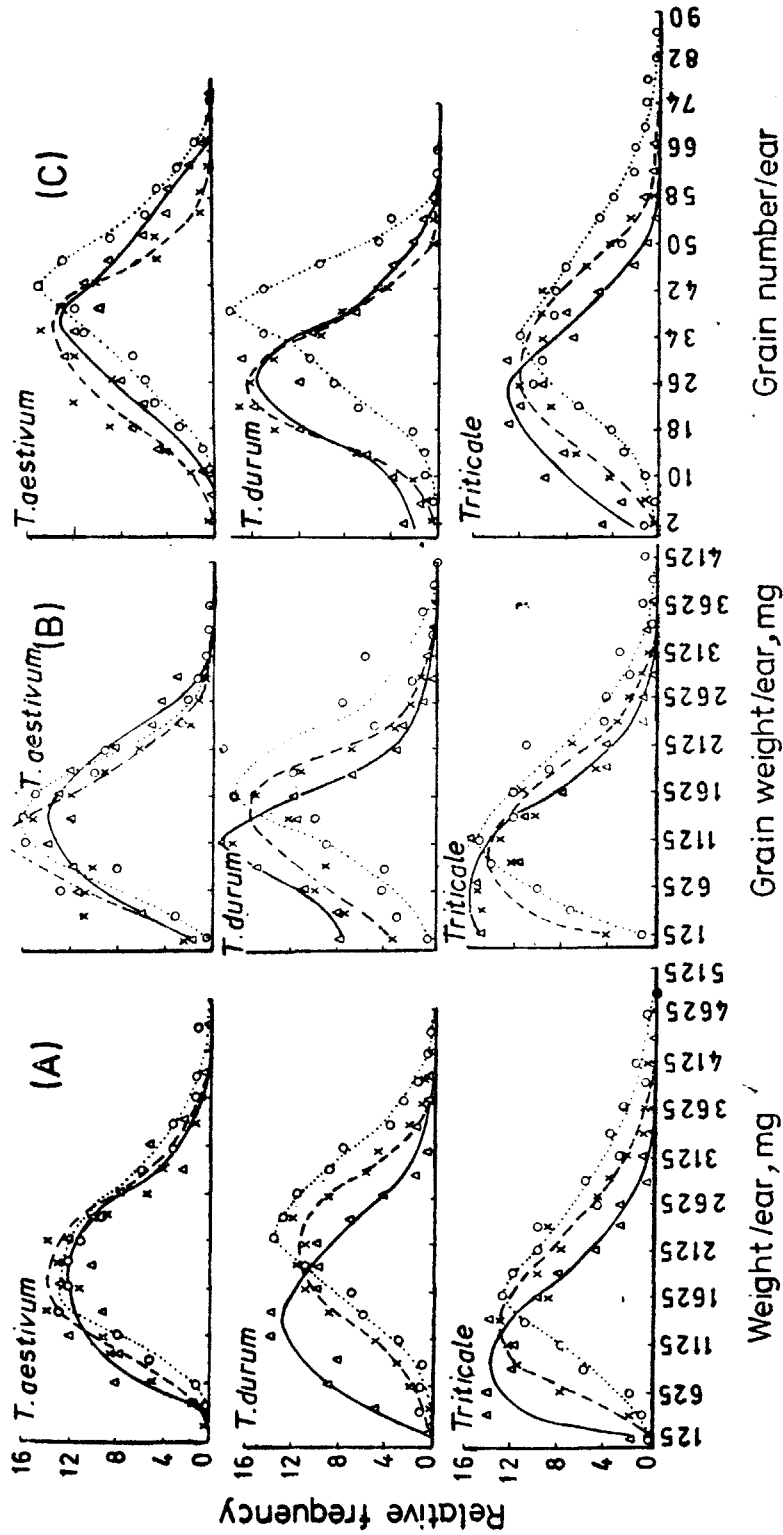 Relative frequency
(A)
T. aestivum
16
12
8
4
0
T. durum
16
12
8
4
0
Triticale
16
12
8
4
0
125
625
1125
1625
2125
2625
3125
3625
4125
4625
5125
Weight/ear, mg
(B)
T. aestivum
T. durum
Triticale
125
625
1125
1625
2125
2625
3125
3625
4125
Grain weight/ear, mg
(C)
T. aestivum
T. durum
Triticale
2
10
18
26
34
42
50
58
66
74
82
90
Grain number/ear